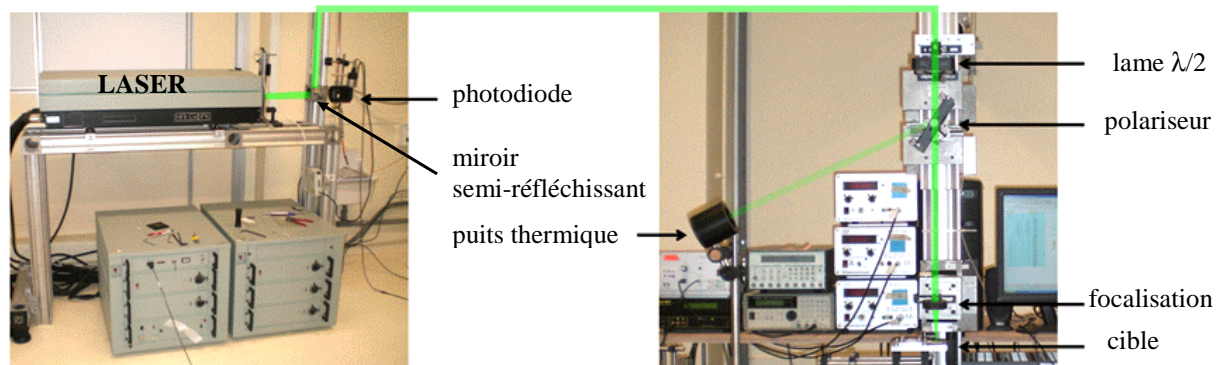 LASER
photodiode
miroir
semi-réfléchissant
puits thermique
lame λ/2
polariseur
focalisation
cible